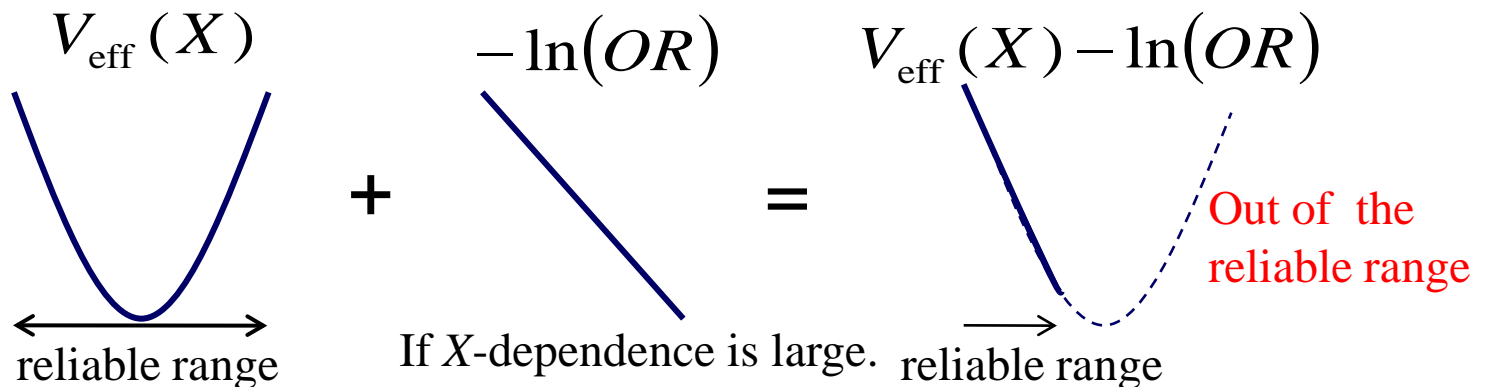 V_eff (X)
− ln(OR)
V_eff (X) − ln(OR)
+
=
Out of the
reliable range
reliable range
If X-dependence is large.
reliable range